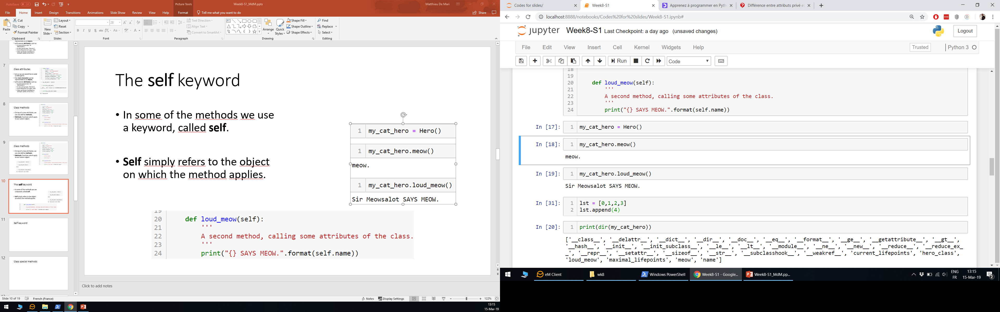 AutoSave Off
Picture Tools
Week8-S1_MdM.pptx
Matthieu De Mari
File Home Insert Design Transitions Animations Slide Show Review View Help Format Tell me what you want to do Share
Paste
Cut
Copy
Format Painter
Clipboard
New Slide
Layout
Reset
Section
Slides
28
Font
Text Direction
Align Text
Convert to SmartArt
Paragraph
Arrange
Quick Styles
Shape Fill
Shape Outline
Shape Effects
Drawing
Find
Replace
Select
Editing
7
Class attributes
8
Class methods
9
Class methods
10
The self keyword
11
Self keyword
12
Class special methods
The self keyword
• In some of the methods we use
a keyword, called self.
• Self simply refers to the object
on which the method applies.
1 my_cat_hero = Hero()
1 my_cat_hero.meow()
meow.
1 my_cat_hero.loud_meow()
Sir Meowsalot SAYS MEOW.
19
20 def loud_meow(self):
21 '''
22 A second method, calling some attributes of the class.
23 '''
24 print("{} SAYS MEOW.".format(self.name))
Click to add notes
Slide 10 of 19 French (France) Notes Display Settings 122%
13:15
15-Mar-19
Codes for slides/
Week8-S1
Apprenez à programmer en Pyth
Différence entre attributs privé e
localhost:8888/notebooks/Codes%20for%20slides/Week8-S1.ipynb#
jupyter Week8-S1 Last Checkpoint: a day ago (unsaved changes)
Logout
File Edit View Insert Cell Kernel Widgets Help
Trusted
Python 3
Run
Code
18
19
20 def loud_meow(self):
21 '''
22 A second method, calling some attributes of the class.
23 '''
24 print("{} SAYS MEOW.".format(self.name))
In [17]: 1 my_cat_hero = Hero()
In [18]: 1 my_cat_hero.meow()
meow.
In [19]: 1 my_cat_hero.loud_meow()
Sir Meowsalot SAYS MEOW.
In [31]: 1 lst = [0,1,2,3]
2 lst.append(4)
In [20]: 1 print(dir(my_cat_hero))
['__class__', '__delattr__', '__dict__', '__dir__', '__doc__', '__eq__', '__format__', '__ge__', '__getattribute__', '__gt__',
'__hash__', '__init__', '__init_subclass__', '__le__', '__lt__', '__module__', '__ne__', '__new__', '__reduce__', '__reduce_ex_
_', '__repr__', '__setattr__', '__sizeof__', '__str__', '__subclasshook__', '__weakref__', 'current_lifepoints', 'hero_class',
'loud_meow', 'maximal_lifepoints', 'meow', 'name']
eM Client
wk8
Windows PowerShell
Week8-S1 - Google...
Week8-S1_MdM.pp...
ENG
FR
13:15
15-Mar-19
2